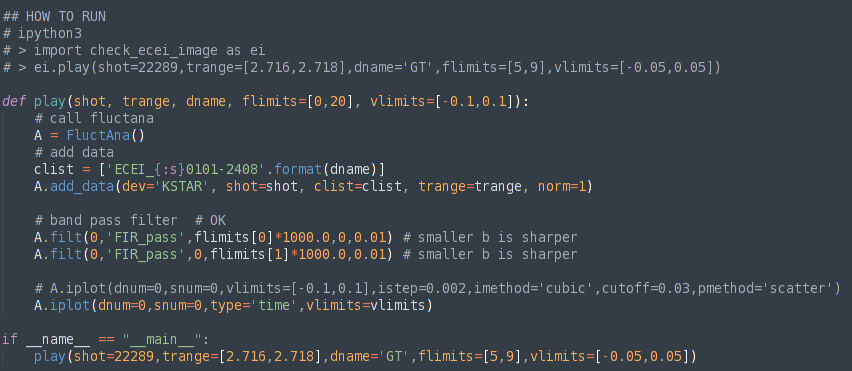 ## HOW TO RUN
# ipython3
# > import check_ecei_image as ei
# > ei.play(shot=22289,trange=[2.716,2.718],dname='GT',flimits=[5,9],vlimits=[-0.05,0.05])
def play(shot, trange, dname, flimits=[0,20], vlimits=[-0.1,0.1]):
# call fluctana
A = FluctAna()
# add data
clist = ['ECEI_{:s}0101-2408'.format(dname)]
A.add_data(dev='KSTAR', shot=shot, clist=clist, trange=trange, norm=1)
# band pass filter  # OK
A.filt(0,'FIR_pass',flimits[0]*1000.0,0,0.01) # smaller b is sharper
A.filt(0,'FIR_pass',0,flimits[1]*1000.0,0.01) # smaller b is sharper
# A.iplot(dnum=0,snum=0,vlimits=[-0.1,0.1],istep=0.002,imethod='cubic',cutoff=0.03,pmethod='scatter')
A.iplot(dnum=0,snum=0,type='time',vlimits=vlimits)
if __name__ == "__main__":
play(shot=22289,trange=[2.716,2.718],dname='GT',flimits=[5,9],vlimits=[-0.05,0.05])